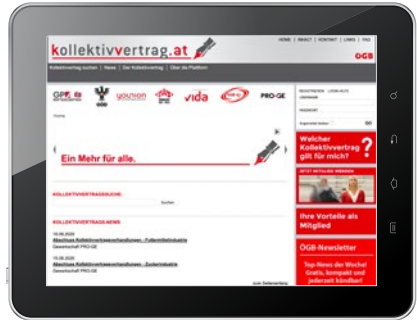 kollektivvertrag.at
HOME | INHALT | KONTAKT | LINKS | FAQ
ÖGB
Kollektivvertrag suchen | News | Der Kollektivvertrag | Über die Plattform
GPA
younion
vida
PRO-GE
Home
Ein Mehr für alle.
KOLLEKTIVVERTRAGSSUCHE:
Suchen
KOLLEKTIVVERTRAGS-NEWS
Abschluss Kollektivvertragsverhandlungen - Futtermittelindustrie
Gewerkschaft PRO-GE
Abschluss Kollektivvertragsverhandlungen - Zuckerindustrie
Gewerkschaft PRO-GE
zum Seitenanfang
PASSWORT
Welcher
Kollektivvertrag
gilt für mich?
JETZT MITGLIED WERDEN
Ihre Vorteile als
Mitglied
ÖGB-Newsletter
Top-News der Woche!
Gratis, kompakt und
jederzeit kündbar!